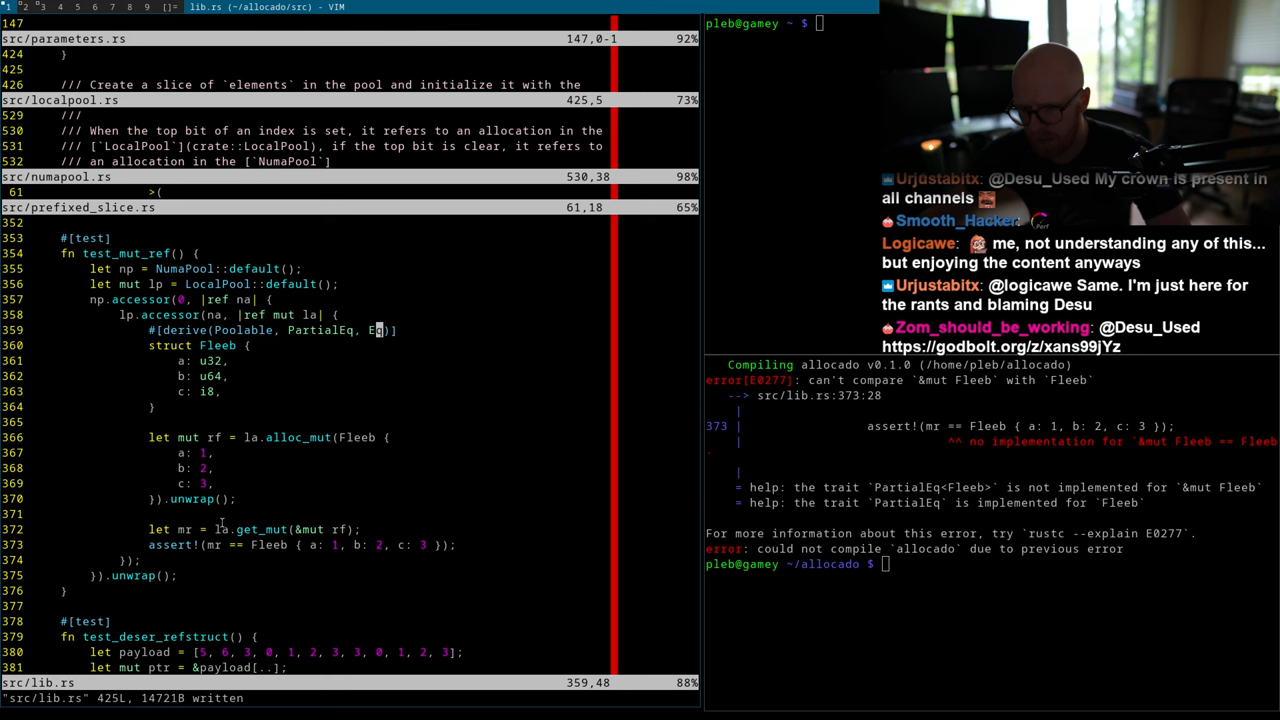 1 2 3 4 5 6 7 8 9 []= lib.rs (~/allocado/src) - VIM
147
src/parameters.rs 147,0-1 92%
424 }
425
426 /// Create a slice of `elements` in the pool and initialize it with the
src/localpool.rs 425,5 73%
529 ///
530 /// When the top bit of an index is set, it refers to an allocation in the
531 /// [`LocalPool`](crate::LocalPool), if the top bit is clear, it refers to
532 /// an allocation in the [`NumaPool`]
src/numapool.rs 530,38 98%
61 >(
src/prefixed_slice.rs 61,18 65%
352
353 #[test]
354 fn test_mut_ref() {
355 let np = NumaPool::default();
356 let mut lp = LocalPool::default();
357 np.accessor(0, |ref na| {
358 lp.accessor(na, |ref mut la| {
359 #[derive(Poolable, PartialEq, Eq)]
360 struct Fleeb {
361 a: u32,
362 b: u64,
363 c: i8,
364 }
365
366 let mut rf = la.alloc_mut(Fleeb {
367 a: 1,
368 b: 2,
369 c: 3,
370 }).unwrap();
371
372 let mr = la.get_mut(&mut rf);
373 assert!(mr == Fleeb { a: 1, b: 2, c: 3 });
374 });
375 }).unwrap();
376 }
377
378 #[test]
379 fn test_deser_refstruct() {
380 let payload = [5, 6, 3, 0, 1, 2, 3, 3, 0, 1, 2, 3];
381 let mut ptr = &payload[..];
src/lib.rs 359,48 88%
"src/lib.rs" 425L, 14721B written
pleb@gamey ~ $
Urjustabitx: @Desu_Used My crown is present in
all channels
Smooth_Hacker:
Logicawe: me, not understanding any of this...
but enjoying the content anyways
Urjustabitx: @logicawe Same. I'm just here for
the rants and blaming Desu
Zom_should_be_working: @Desu_Used
https://godbolt.org/z/xans99jYz
Compiling allocado v0.1.0 (/home/pleb/allocado)
error[E0277]: can't compare `&mut Fleeb` with `Fleeb`
--> src/lib.rs:373:28
|
373 | assert!(mr == Fleeb { a: 1, b: 2, c: 3 });
| ^^ no implementation for `&mut Fleeb == Fleeb
`
|
= help: the trait `PartialEq<Fleeb>` is not implemented for `&mut Fleeb`
= help: the trait `PartialEq` is implemented for `Fleeb`
For more information about this error, try `rustc --explain E0277`.
error: could not compile `allocado` due to previous error
pleb@gamey ~/allocado $